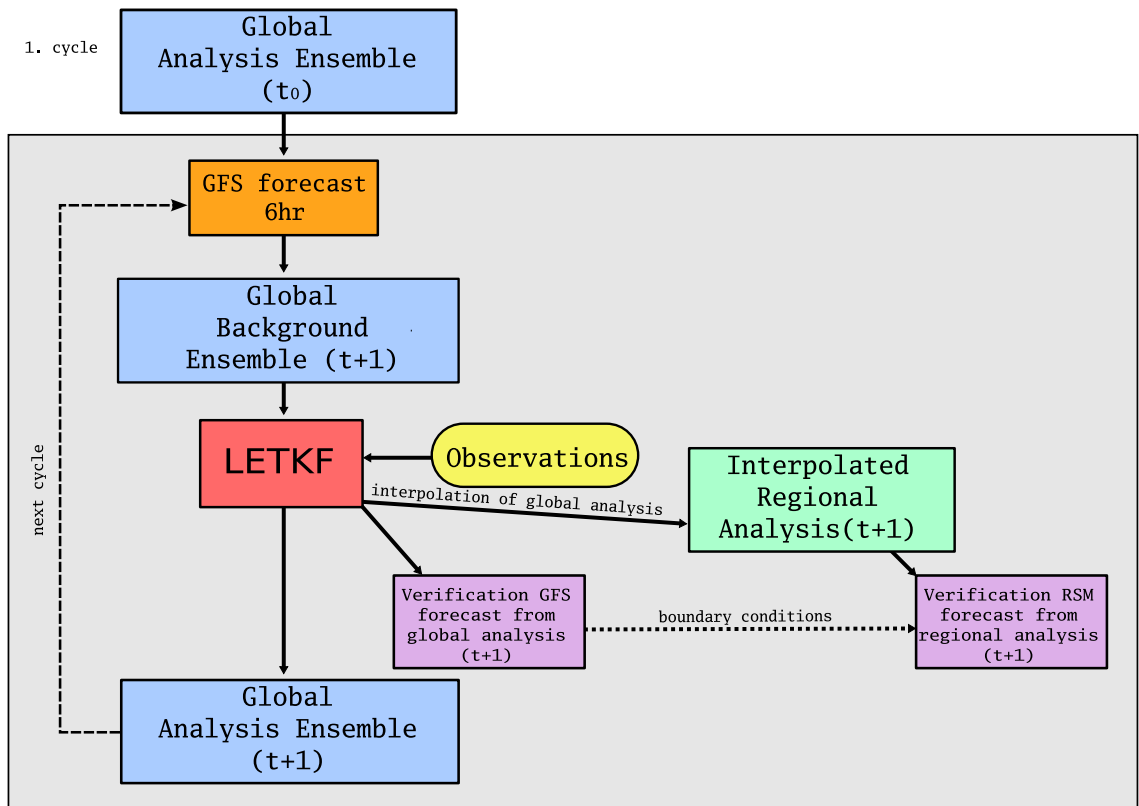 1. cycle
Global
Analysis Ensemble
(t0)
GFS forecast
6hr
Global
Background
Ensemble (t+1)
LETKF
Observations
interpolation of global analysis
Interpolated
Regional
Analysis(t+1)
next cycle
Verification GFS
forecast from
global analysis
(t+1)
boundary conditions
Verification RSM
forecast from
regional analysis
(t+1)
Global
Analysis Ensemble
(t+1)